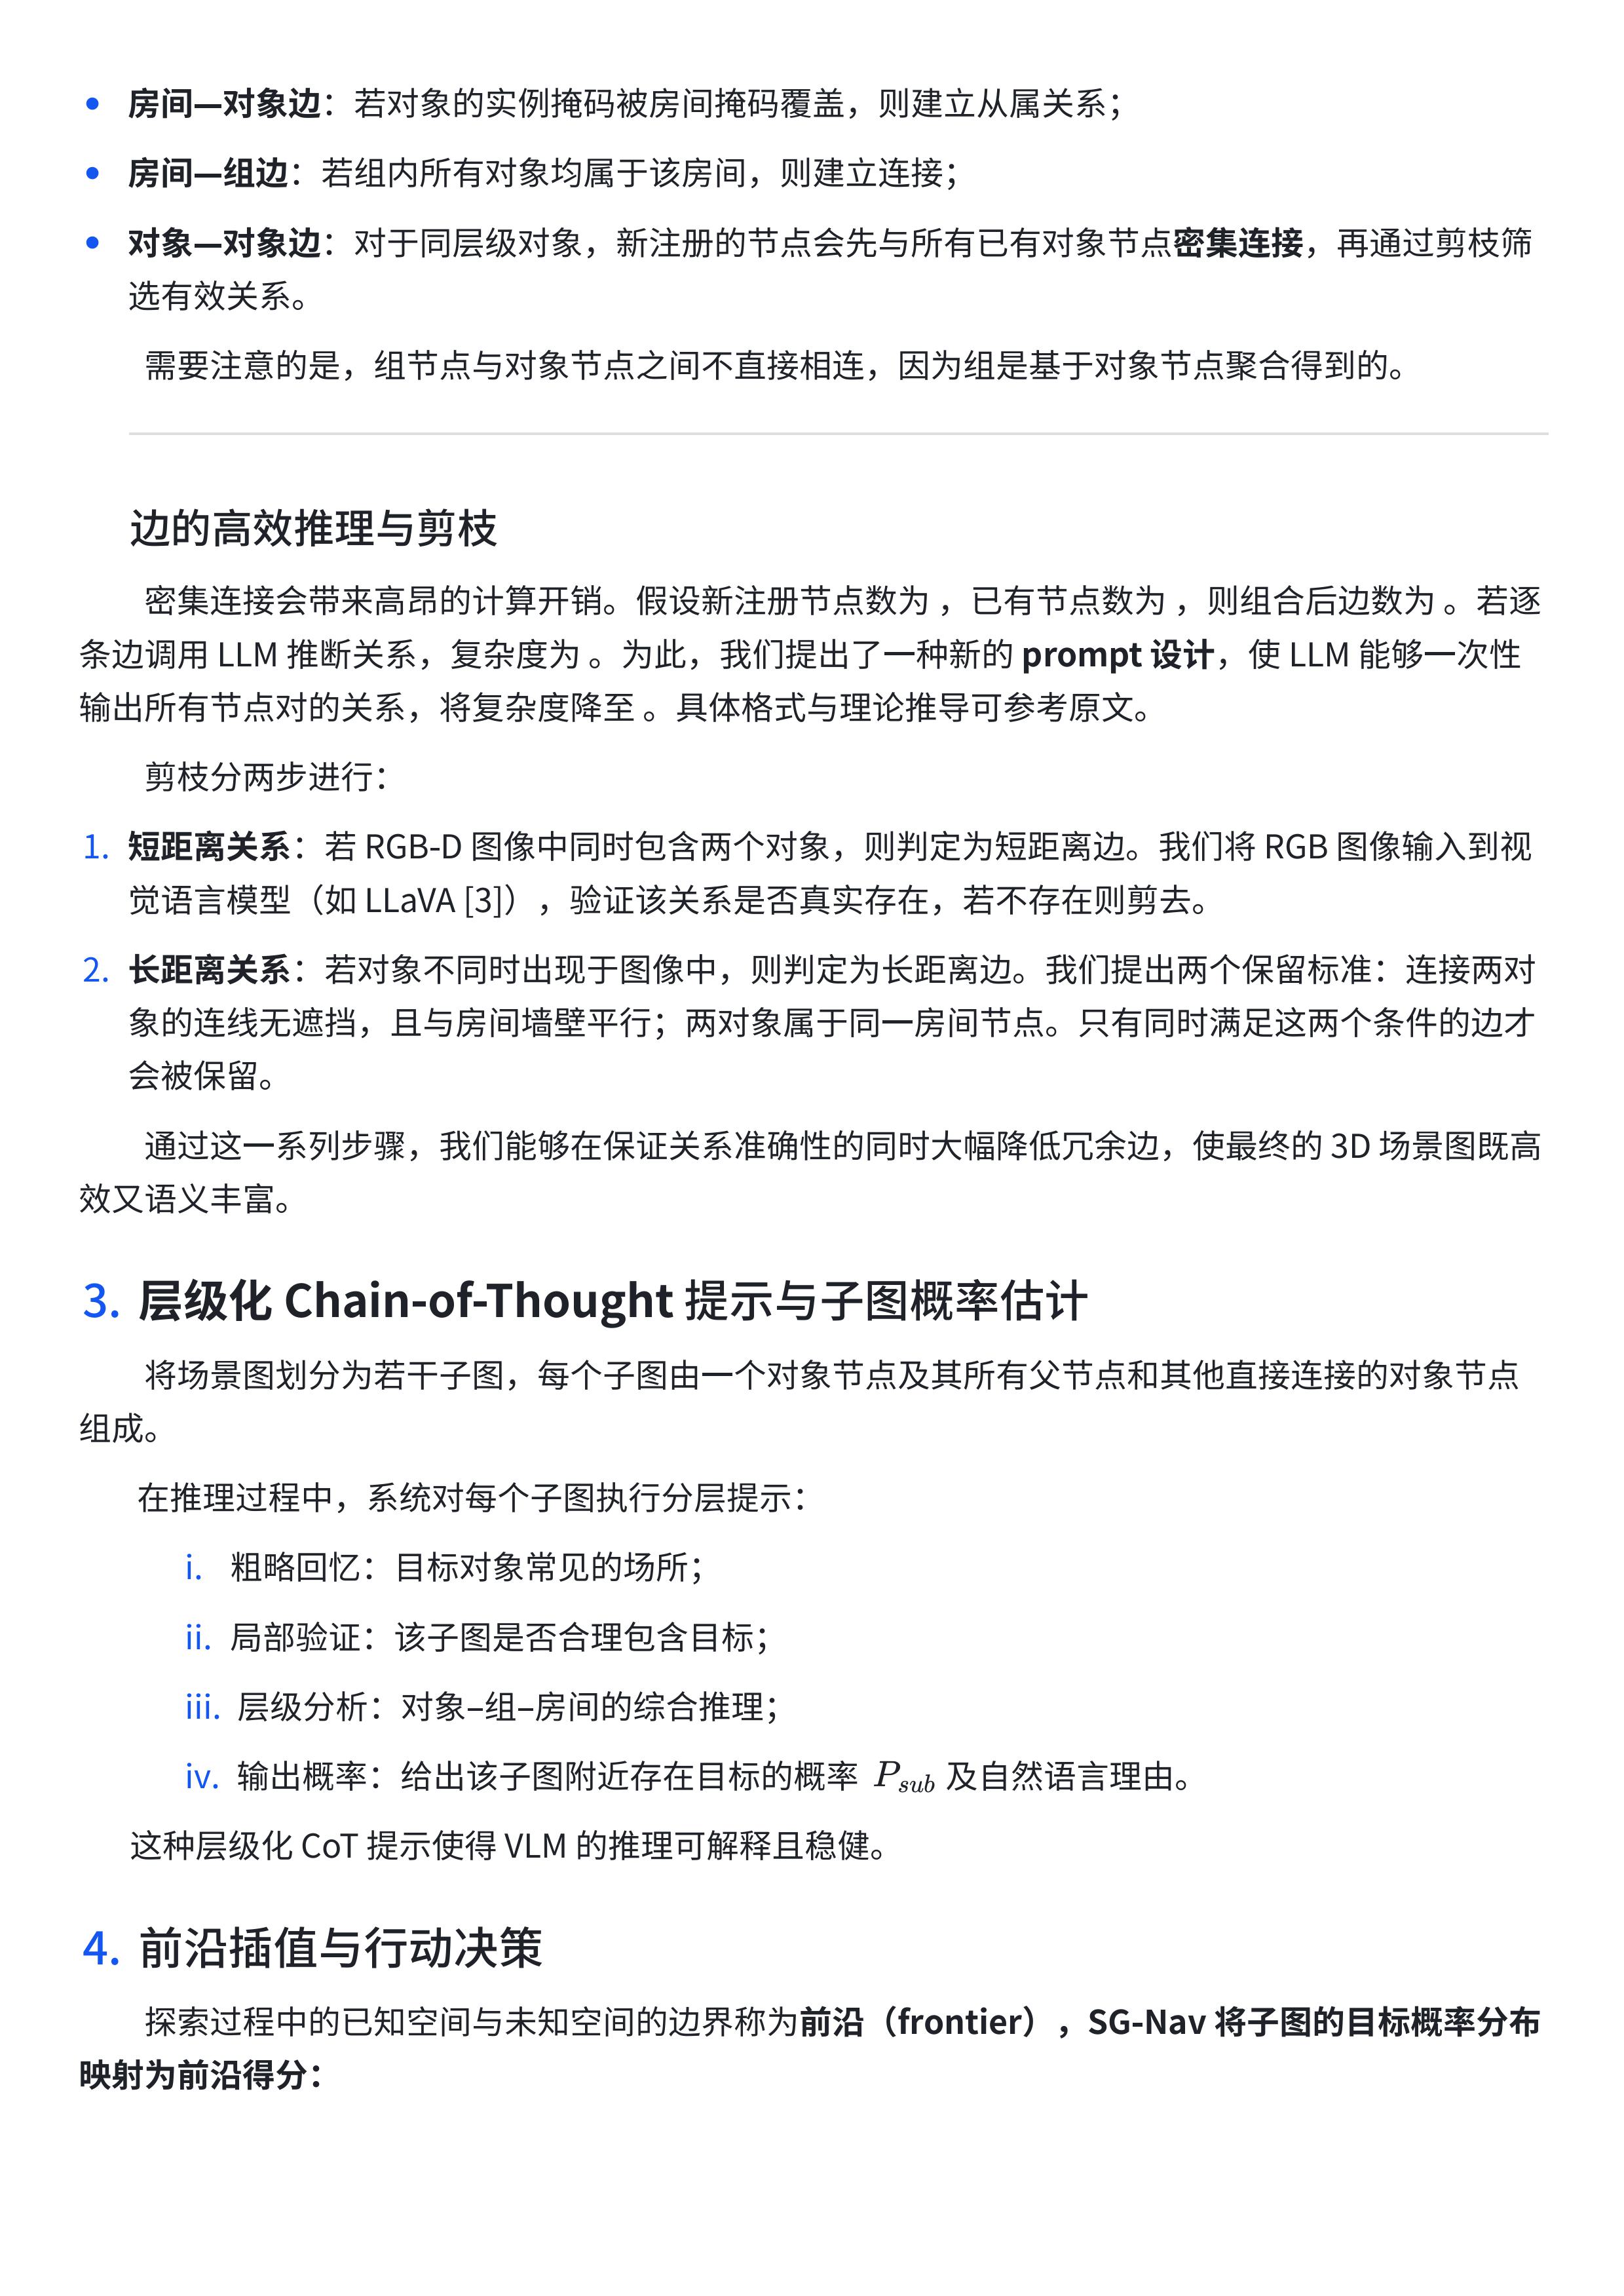 • 房间—对象边：若对象的实例掩码被房间掩码覆盖，则建立从属关系；
• 房间—组边：若组内所有对象均属于该房间，则建立连接；
• 对象—对象边：对于同层级对象，新注册的节点会先与所有已有对象节点密集连接，再通过剪枝筛
选有效关系。
需要注意的是，组节点与对象节点之间不直接相连，因为组是基于对象节点聚合得到的。
边的高效推理与剪枝
密集连接会带来高昂的计算开销。假设新注册节点数为 ，已有节点数为 ，则组合后边数为 。若逐
条边调用 LLM 推断关系，复杂度为 。为此，我们提出了一种新的 prompt 设计，使 LLM 能够一次性
输出所有节点对的关系，将复杂度降至 。具体格式与理论推导可参考原文。
剪枝分两步进行：
1. 短距离关系：若 RGB-D 图像中同时包含两个对象，则判定为短距离边。我们将 RGB 图像输入到视
觉语言模型（如 LLaVA [3]），验证该关系是否真实存在，若不存在则剪去。
2. 长距离关系：若对象不同时出现于图像中，则判定为长距离边。我们提出两个保留标准：连接两对
象的连线无遮挡，且与房间墙壁平行；两对象属于同一房间节点。只有同时满足这两个条件的边才
会被保留。
通过这一系列步骤，我们能够在保证关系准确性的同时大幅降低冗余边，使最终的 3D 场景图既高
效又语义丰富。
3. 层级化 Chain-of-Thought 提示与子图概率估计
将场景图划分为若干子图，每个子图由一个对象节点及其所有父节点和其他直接连接的对象节点
组成。
在推理过程中，系统对每个子图执行分层提示：
i. 粗略回忆：目标对象常见的场所；
ii. 局部验证：该子图是否合理包含目标；
iii. 层级分析：对象–组–房间的综合推理；
iv. 输出概率：给出该子图附近存在目标的概率 P_{sub} 及自然语言理由。
这种层级化 CoT 提示使得 VLM 的推理可解释且稳健。
4. 前沿插值与行动决策
探索过程中的已知空间与未知空间的边界称为前沿（frontier），SG-Nav 将子图的目标概率分布
映射为前沿得分：